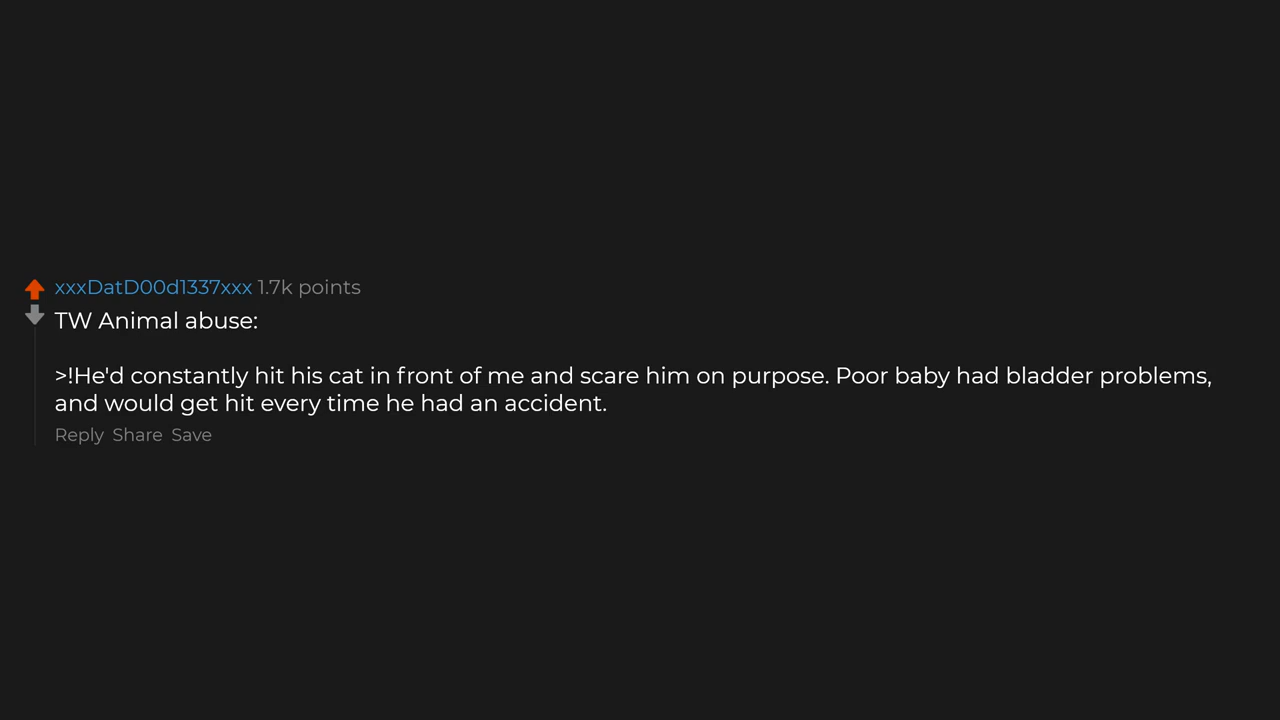 xxxDatD00d1337xxx 1.7k points
TW Animal abuse:
>!He'd constantly hit his cat in front of me and scare him on purpose. Poor baby had bladder problems,
and would get hit every time he had an accident.
Reply Share Save